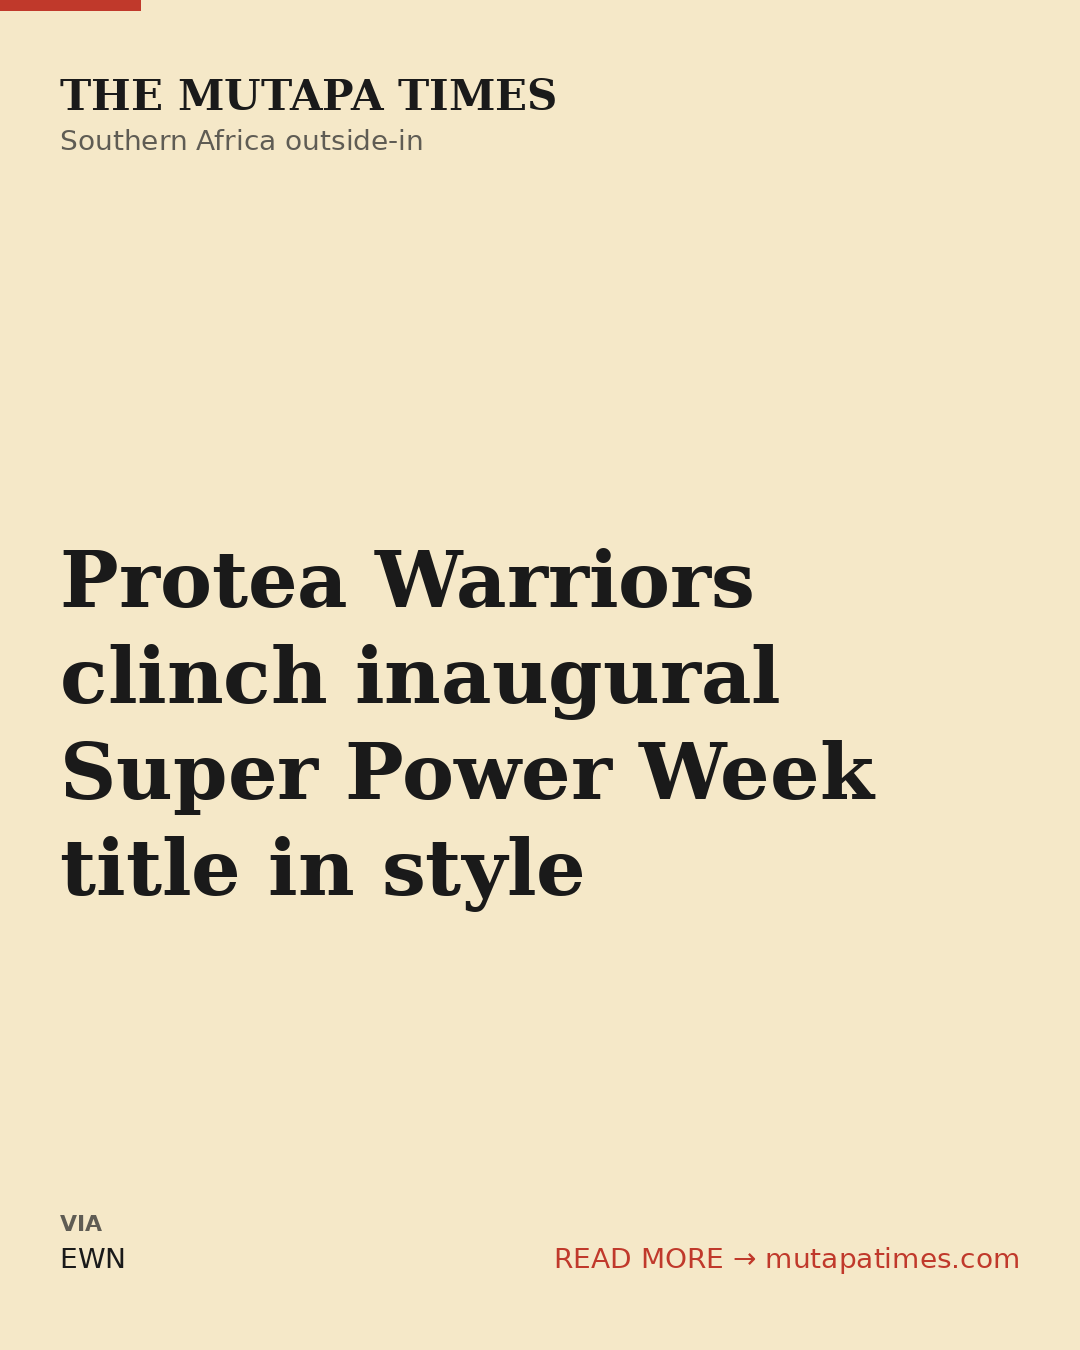 THE MUTAPA TIMES
Southern Africa outside-in
Protea Warriors
clinch inaugural
Super Power Week
title in style
VIA
EWN
READ MORE → mutapatimes.com